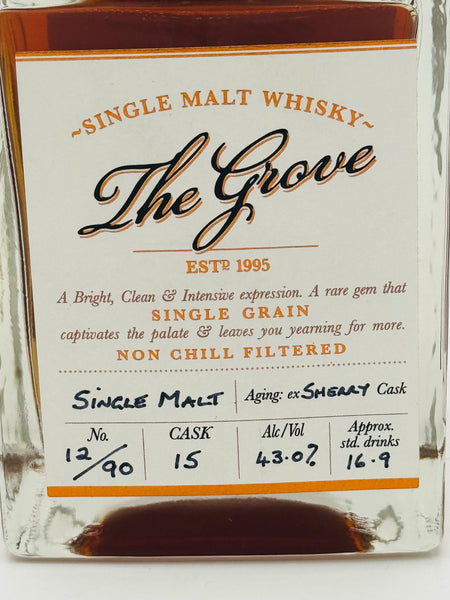 ~SINGLE MALT WHISKY~
The Grove
ESTD 1995
A Bright, Clean & Intensive expression. A rare gem that
SINGLE GRAIN
captivates the palate & leaves you yearning for more.
NON CHILL FILTERED
SINGLE MALT Aging: ex SHERRY Cask
No. CASK Alc/Vol Approx. std. drinks
12/90 15 43.0% 16.9